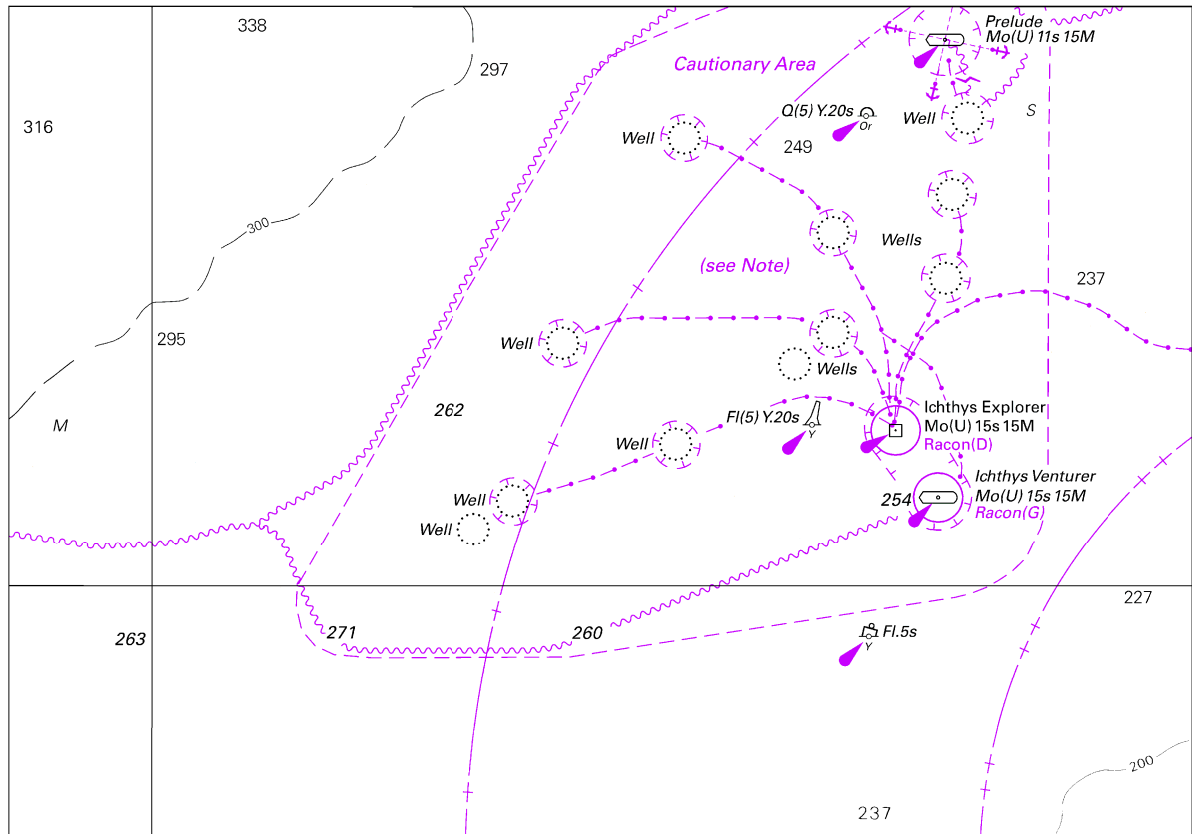 338
Prelude
Mo(U) 11s 15M
297
Cautionary Area
316
Q(5) Y.20s
Or
Well
S
Well
249
300
Wells
(see Note)
237
295
Well
Wells
262
Ichthys Explorer
Mo(U) 15s 15M
Racon(D)
Fl(5) Y.20s
Y
M
Well
Ichthys Venturer
Mo(U) 15s 15M
Racon(G)
254
Well
Well
227
263
271
260
Fl.5s
Y
200
237